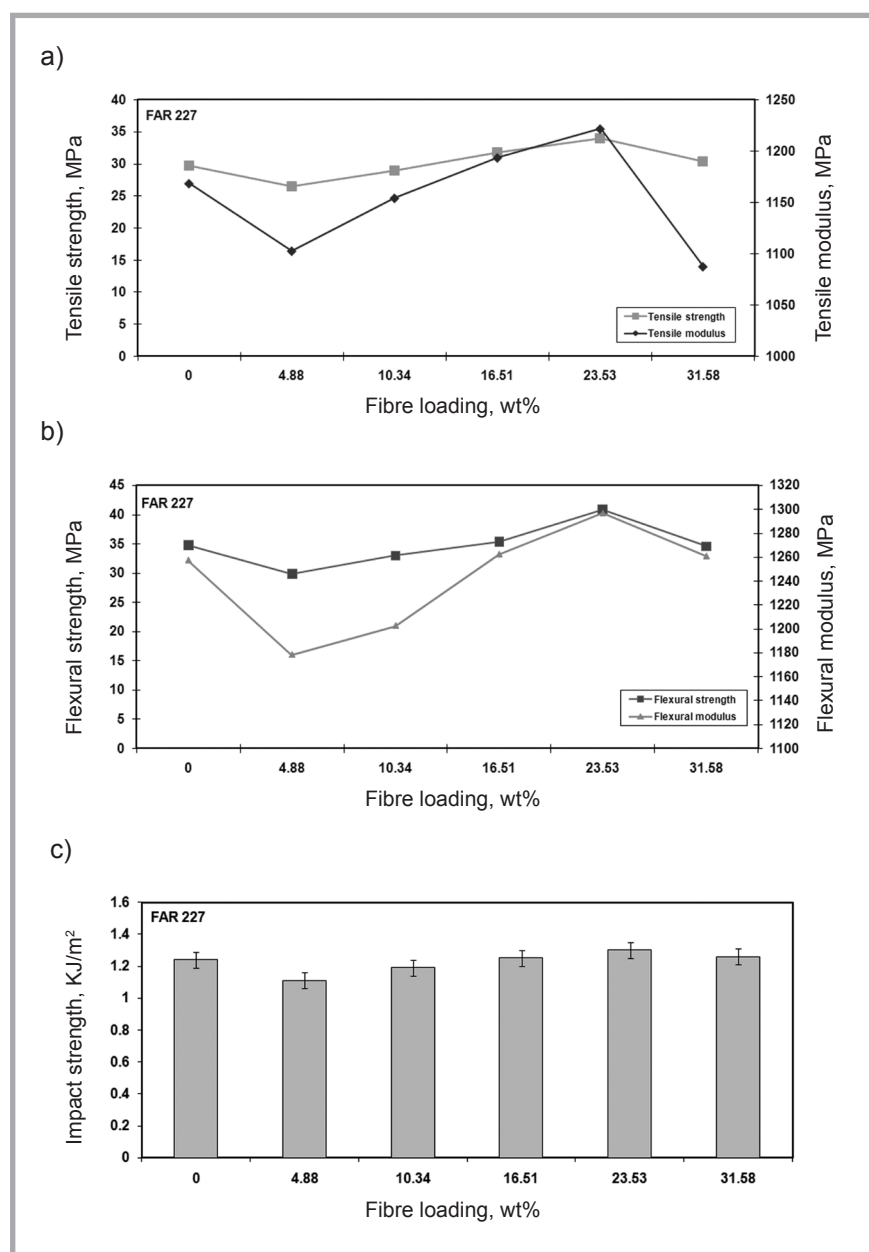 a)
FAR 227
40
35
30
25
20
15
10
5
0
Tensile strength, MPa
1250
1200
1150
1100
1050
1000
Tensile modulus, MPa
Tensile strength
Tensile modulus
0 4.88 10.34 16.51 23.53 31.58
Fibre loading, wt%
b)
FAR 227
45
40
35
30
25
20
15
10
5
0
Flexural strength, MPa
1320
1300
1280
1260
1240
1220
1200
1180
1160
1140
1120
1100
Flexural modulus, MPa
Flexural strength
Flexural modulus
0 4.88 10.34 16.51 23.53 31.58
Fibre loading, wt%
c)
FAR 227
1.6
1.4
1.2
1
0.8
0.6
0.4
0.2
0
Impact strength, KJ/m²
0 4.88 10.34 16.51 23.53 31.58
Fibre loading, wt%